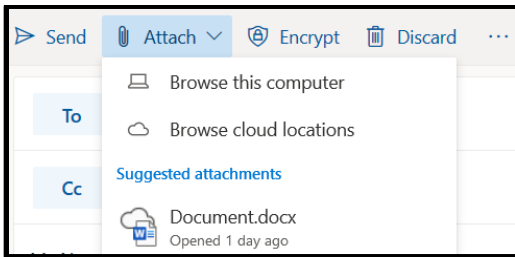 Send Attach Encrypt Discard ...
Browse this computer
To
Browse cloud locations
Suggested attachments
Cc
Document.docx
Opened 1 day ago